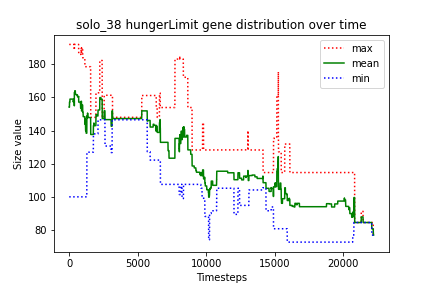 solo_38 hungerLimit gene distribution over time
max
mean
min
Size value
180
160
140
120
100
80
0
5000
10000
15000
20000
Timesteps